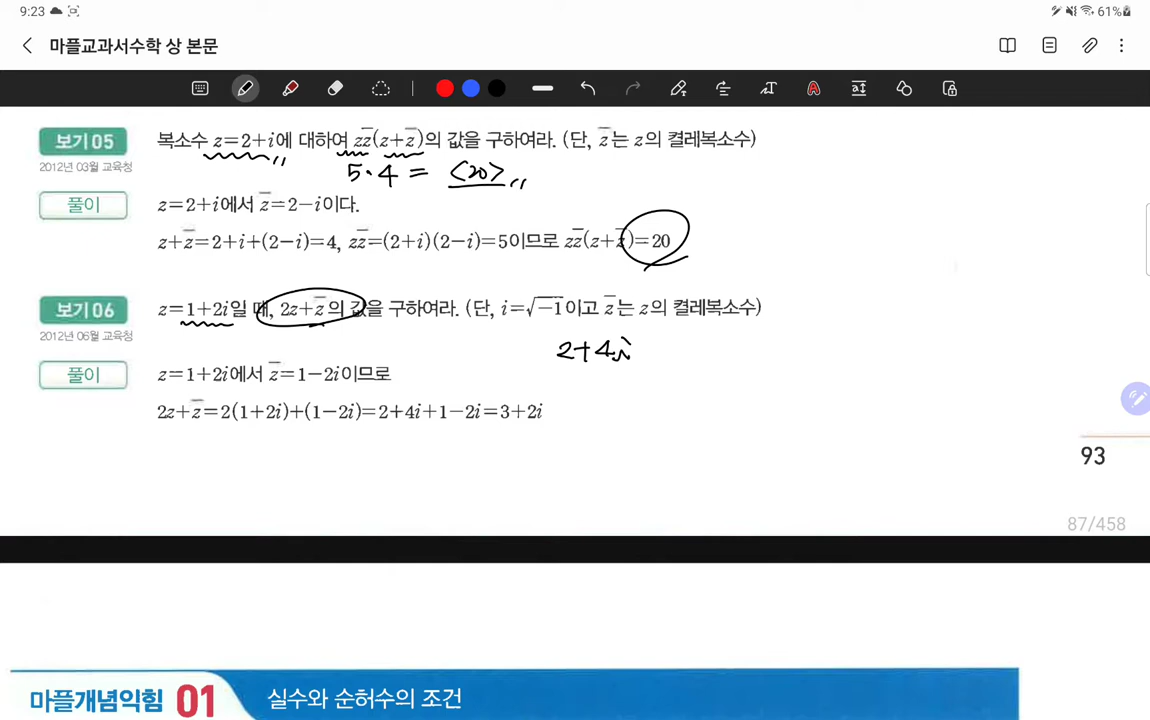 9:23
61%
마플교과서수학 상 본문
보기 05
복소수 z=2+i에 대하여 zz̅(z+z̅)의 값을 구하여라. (단, z̅는 z의 켤레복소수)
2012년 03월 교육청
5·4 = <20>
풀이
z=2+i에서 z̅=2-i이다.
z+z̅=2+i+(2-i)=4, zz̅=(2+i)(2-i)=5이므로 zz̅(z+z̅)=20
보기 06
z=1+2i일 때, 2z+z̅의 값을 구하여라. (단, i=√-1이고 z̅는 z의 켤레복소수)
2012년 06월 교육청
2+4i
풀이
z=1+2i에서 z̅=1-2i이므로
2z+z̅=2(1+2i)+(1-2i)=2+4i+1-2i=3+2i
93
87/458
마플개념익힘 01 실수와 순허수의 조건